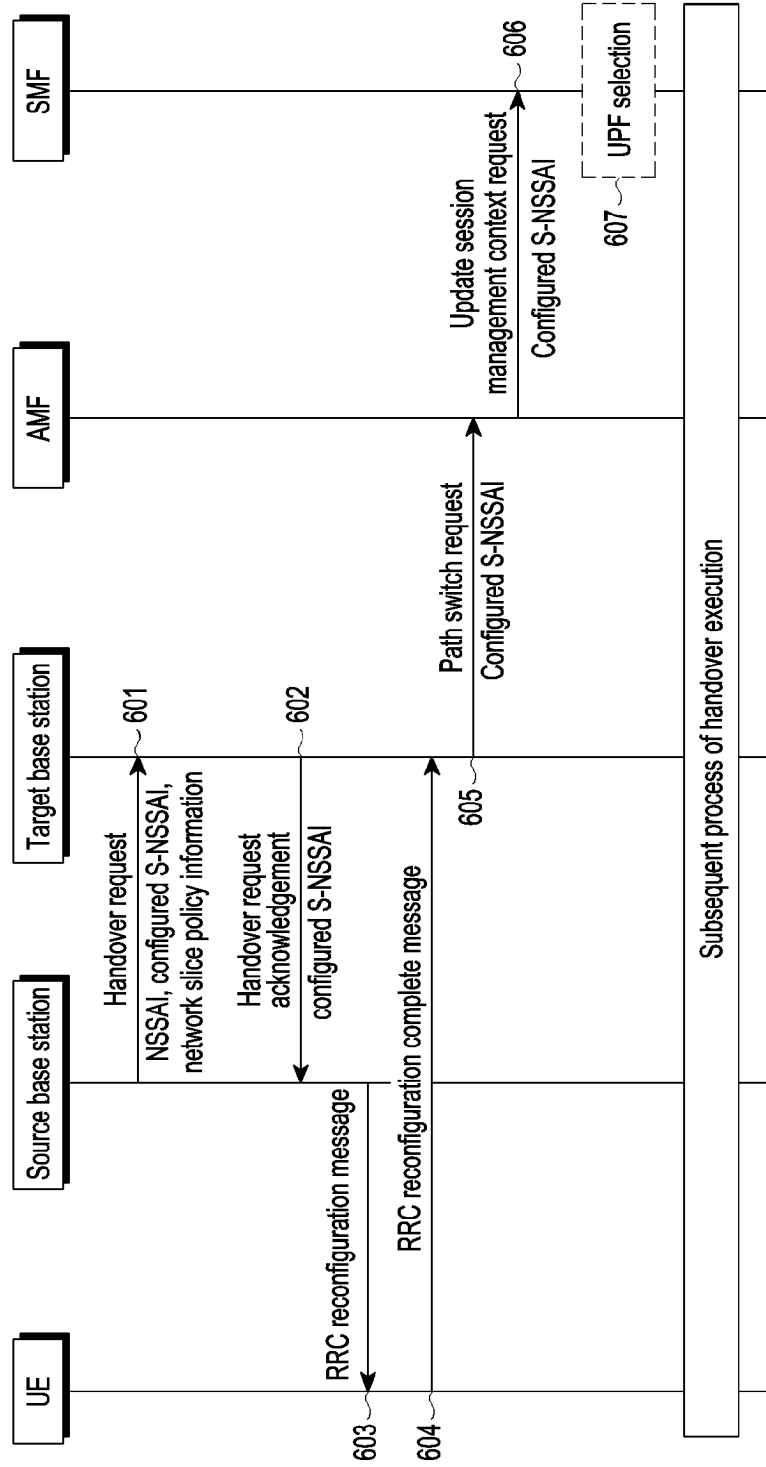 UE
Source base station
Target base station
AMF
SMF
Handover request
601
NSSAI, configured S-NSSAI,
network slice policy information
Handover request
acknowledgement
602
configured S-NSSAI
RRC reconfiguration message
603
RRC reconfiguration complete message
604
Path switch request
605
Configured S-NSSAI
Update session
management context request
606
Configured S-NSSAI
607
UPF selection
Subsequent process of handover execution